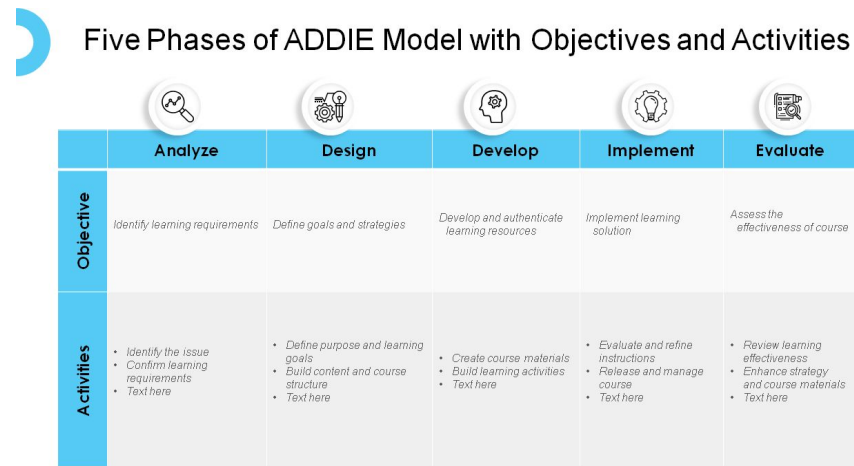 Five Phases of ADDIE Model with Objectives and Activities
Analyze
Design
Develop
Implement
Evaluate
Objective
Identify learning requirements
Define goals and strategies
Develop and authenticate
learning resources
Implement learning
solution
Assess the
effectiveness of course
Activities
• Identify the issue
• Confirm learning
requirements
• Text here
• Define purpose and learning
goals
• Build content and course
structure
• Text here
• Create course materials
• Build learning activities
• Text here
• Evaluate and refine
instructions
• Release and manage
course
• Text here
• Review learning
effectiveness
• Enhance strategy
and course materials
• Text here